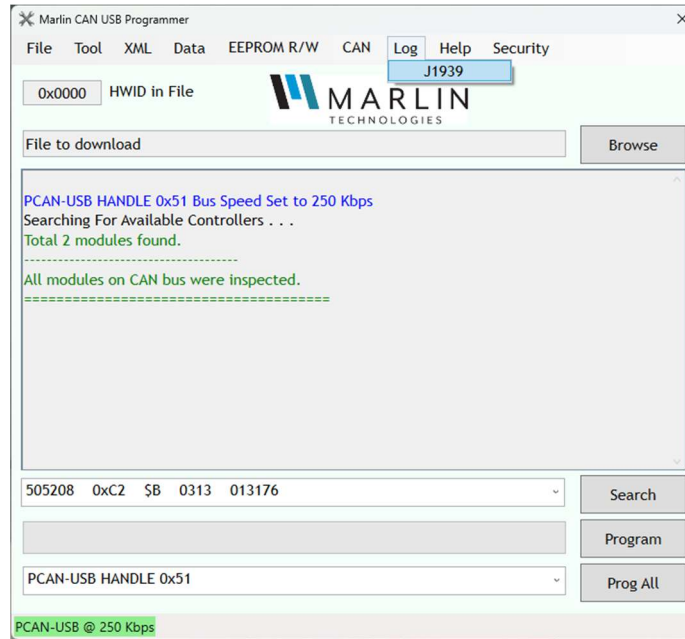 Marlin CAN USB Programmer
File Tool XML Data EEPROM R/W CAN Log Help Security
J1939
0x0000 HWID in File
MARLIN
TECHNOLOGIES
File to download Browse
PCAN-USB HANDLE 0x51 Bus Speed Set to 250 Kbps
Searching For Available Controllers . . .
Total 2 modules found.
--------------------------------------
All modules on CAN bus were inspected.
======================================
505208 0xC2 $B 0313 013176 Search
Program
PCAN-USB HANDLE 0x51 Prog All
PCAN-USB @ 250 Kbps